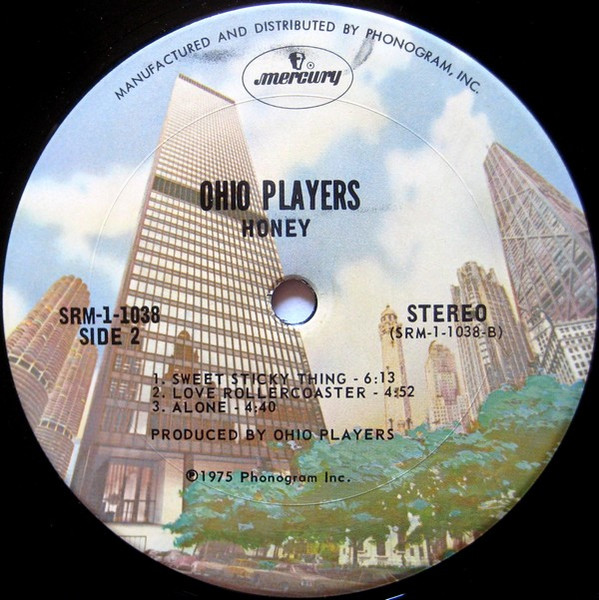 MANUFACTURED AND DISTRIBUTED BY PHONOGRAM, INC.
mercury
OHIO PLAYERS
HONEY
SRM-1-1038
SIDE 2
STEREO
(SRM-1-1038-B)
1. SWEET STICKY THING - 6:13
2. LOVE ROLLERCOASTER - 4:52
3. ALONE - 4:40
PRODUCED BY OHIO PLAYERS
℗1975 Phonogram Inc.